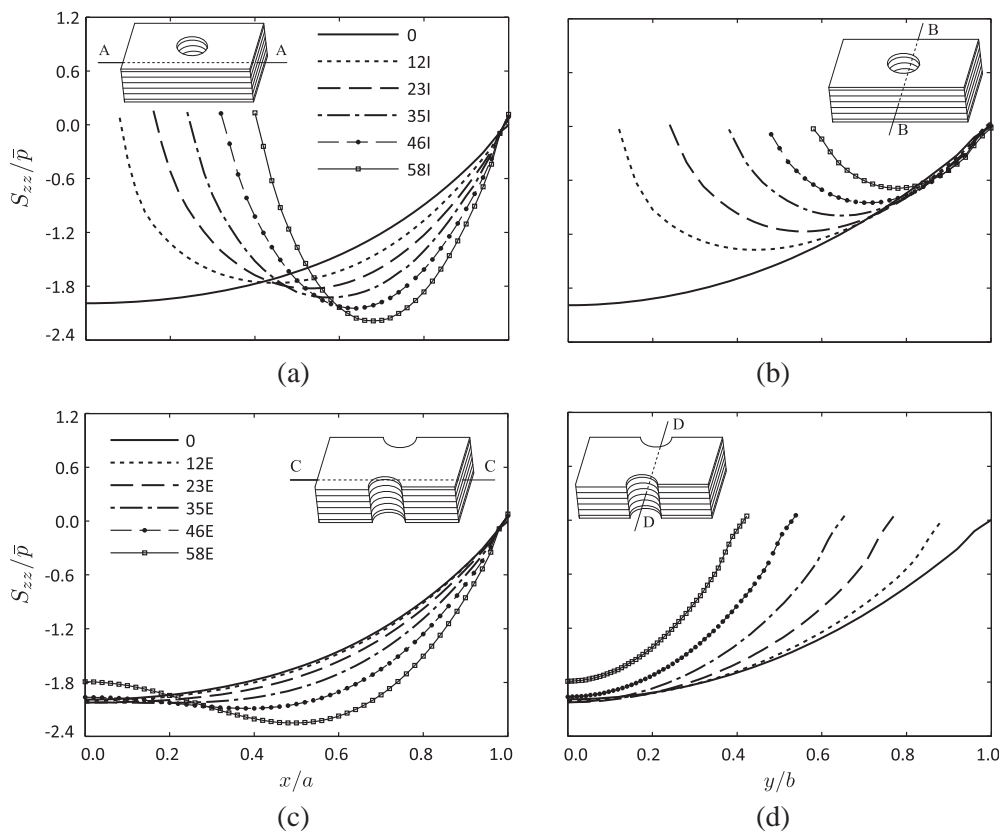 1.2
0.6
0.0
-0.6
-1.2
-1.8
-2.4
S_zz/p̄
A
A
0
12I
23I
35I
46I
58I
(a)
B
B
(b)
1.2
0.6
0.0
-0.6
-1.2
-1.8
-2.4
S_zz/p̄
0
12E
23E
35E
46E
58E
C
C
0.0
0.2
0.4
0.6
0.8
1.0
x/a
(c)
D
D
0.0
0.2
0.4
0.6
0.8
1.0
y/b
(d)